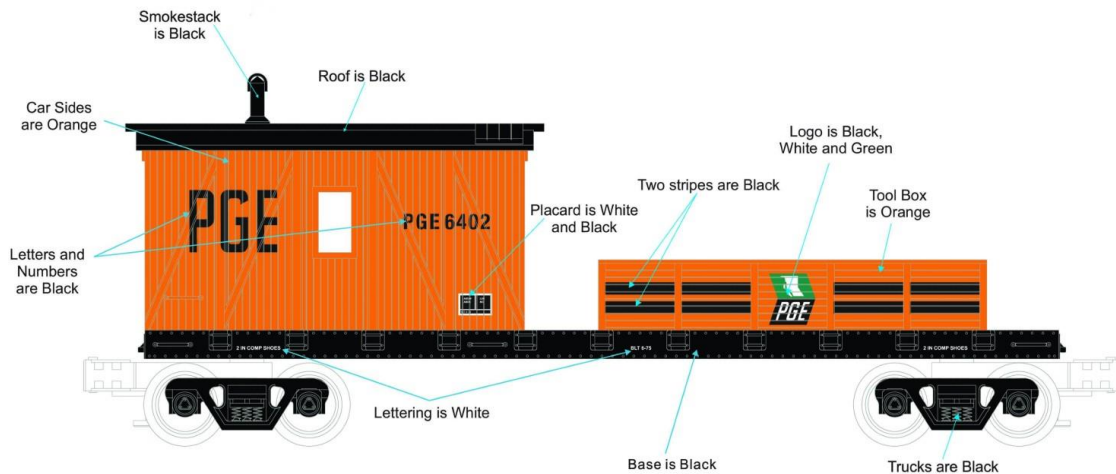 Smokestack
is Black
Roof is Black
Car Sides
are Orange
Logo is Black,
White and Green
Two stripes are Black
Tool Box
is Orange
Placard is White
and Black
PGE
PGE 6402
Letters and
Numbers
are Black
PGE
2 IN COMP SHOES
BLT 6-75
2 IN COMP SHOES
Lettering is White
Base is Black
Trucks are Black